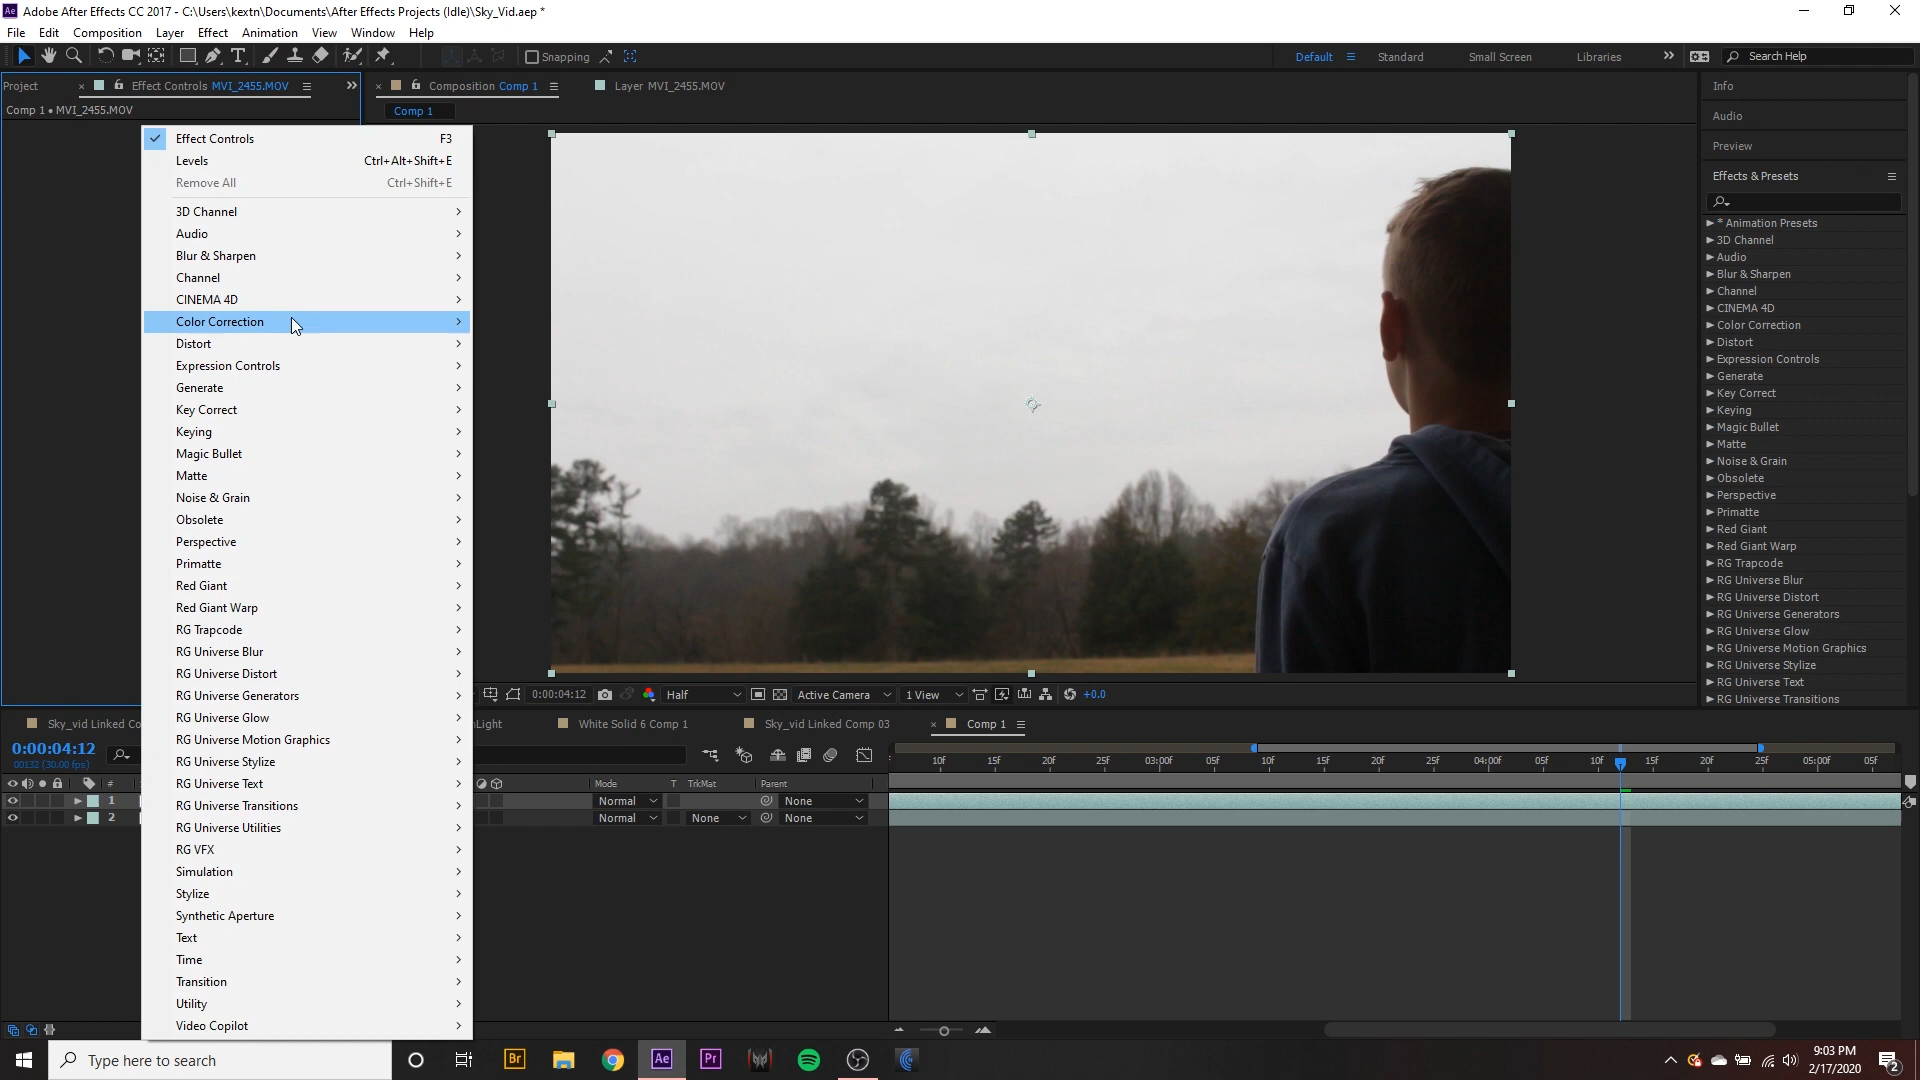 Ae Adobe After Effects CC 2017 - C:\Users\kextn\Documents\After Effects Projects (Idle)\Sky_Vid.aep *
File Edit Composition Layer Effect Animation View Window Help
T Snapping Default Standard Small Screen Libraries Search Help
Project Effect Controls MVI_2455.MOV Composition Comp 1 Layer MVI_2455.MOV
Comp 1 • MVI_2455.MOV
Comp 1
Effect Controls F3
Levels Ctrl+Alt+Shift+E
Remove All Ctrl+Shift+E
3D Channel
Audio
Blur & Sharpen
Channel
CINEMA 4D
Color Correction
Distort
Expression Controls
Generate
Key Correct
Keying
Magic Bullet
Matte
Noise & Grain
Obsolete
Perspective
Primatte
Red Giant
Red Giant Warp
RG Trapcode
RG Universe Blur
RG Universe Distort
RG Universe Generators
RG Universe Glow
RG Universe Motion Graphics
RG Universe Stylize
RG Universe Text
RG Universe Transitions
RG Universe Utilities
RG VFX
Simulation
Stylize
Synthetic Aperture
Text
Time
Transition
Utility
Video Copilot
Info
Audio
Preview
Effects & Presets
* Animation Presets
3D Channel
Audio
Blur & Sharpen
Channel
CINEMA 4D
Color Correction
Distort
Expression Controls
Generate
Key Correct
Keying
Magic Bullet
Matte
Noise & Grain
Obsolete
Perspective
Primatte
Red Giant
Red Giant Warp
RG Trapcode
RG Universe Blur
RG Universe Distort
RG Universe Generators
RG Universe Glow
RG Universe Motion Graphics
RG Universe Stylize
RG Universe Text
RG Universe Transitions
0:00:04:12 Half Active Camera 1 View +0.0
Sky_vid Linked Co nLight White Solid 6 Comp 1 Sky_vid Linked Comp 03 Comp 1
0:00:04:12
00132 (30.00 fps)
10f 15f 20f 25f 03:00f 05f 10f 15f 20f 25f 04:00f 05f 10f 15f 20f 25f 05:00f 05f
# Mode T TrkMat Parent
1 Normal None
2 Normal None None
Type here to search
Br Ae Pr
9:03 PM
2/17/2020
2